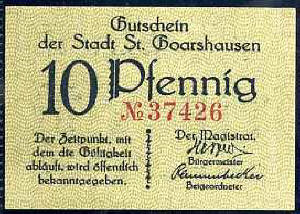 Gutschein
der Stadt St. Goarshausen
10 Pfennig
№ 37426
Der Zeitpunkt, mit
dem die Gültigkeit
abläuft, wird öffentlich
bekanntgegeben.
Der Magistrat.
Bürgermeister
Beigeordneter